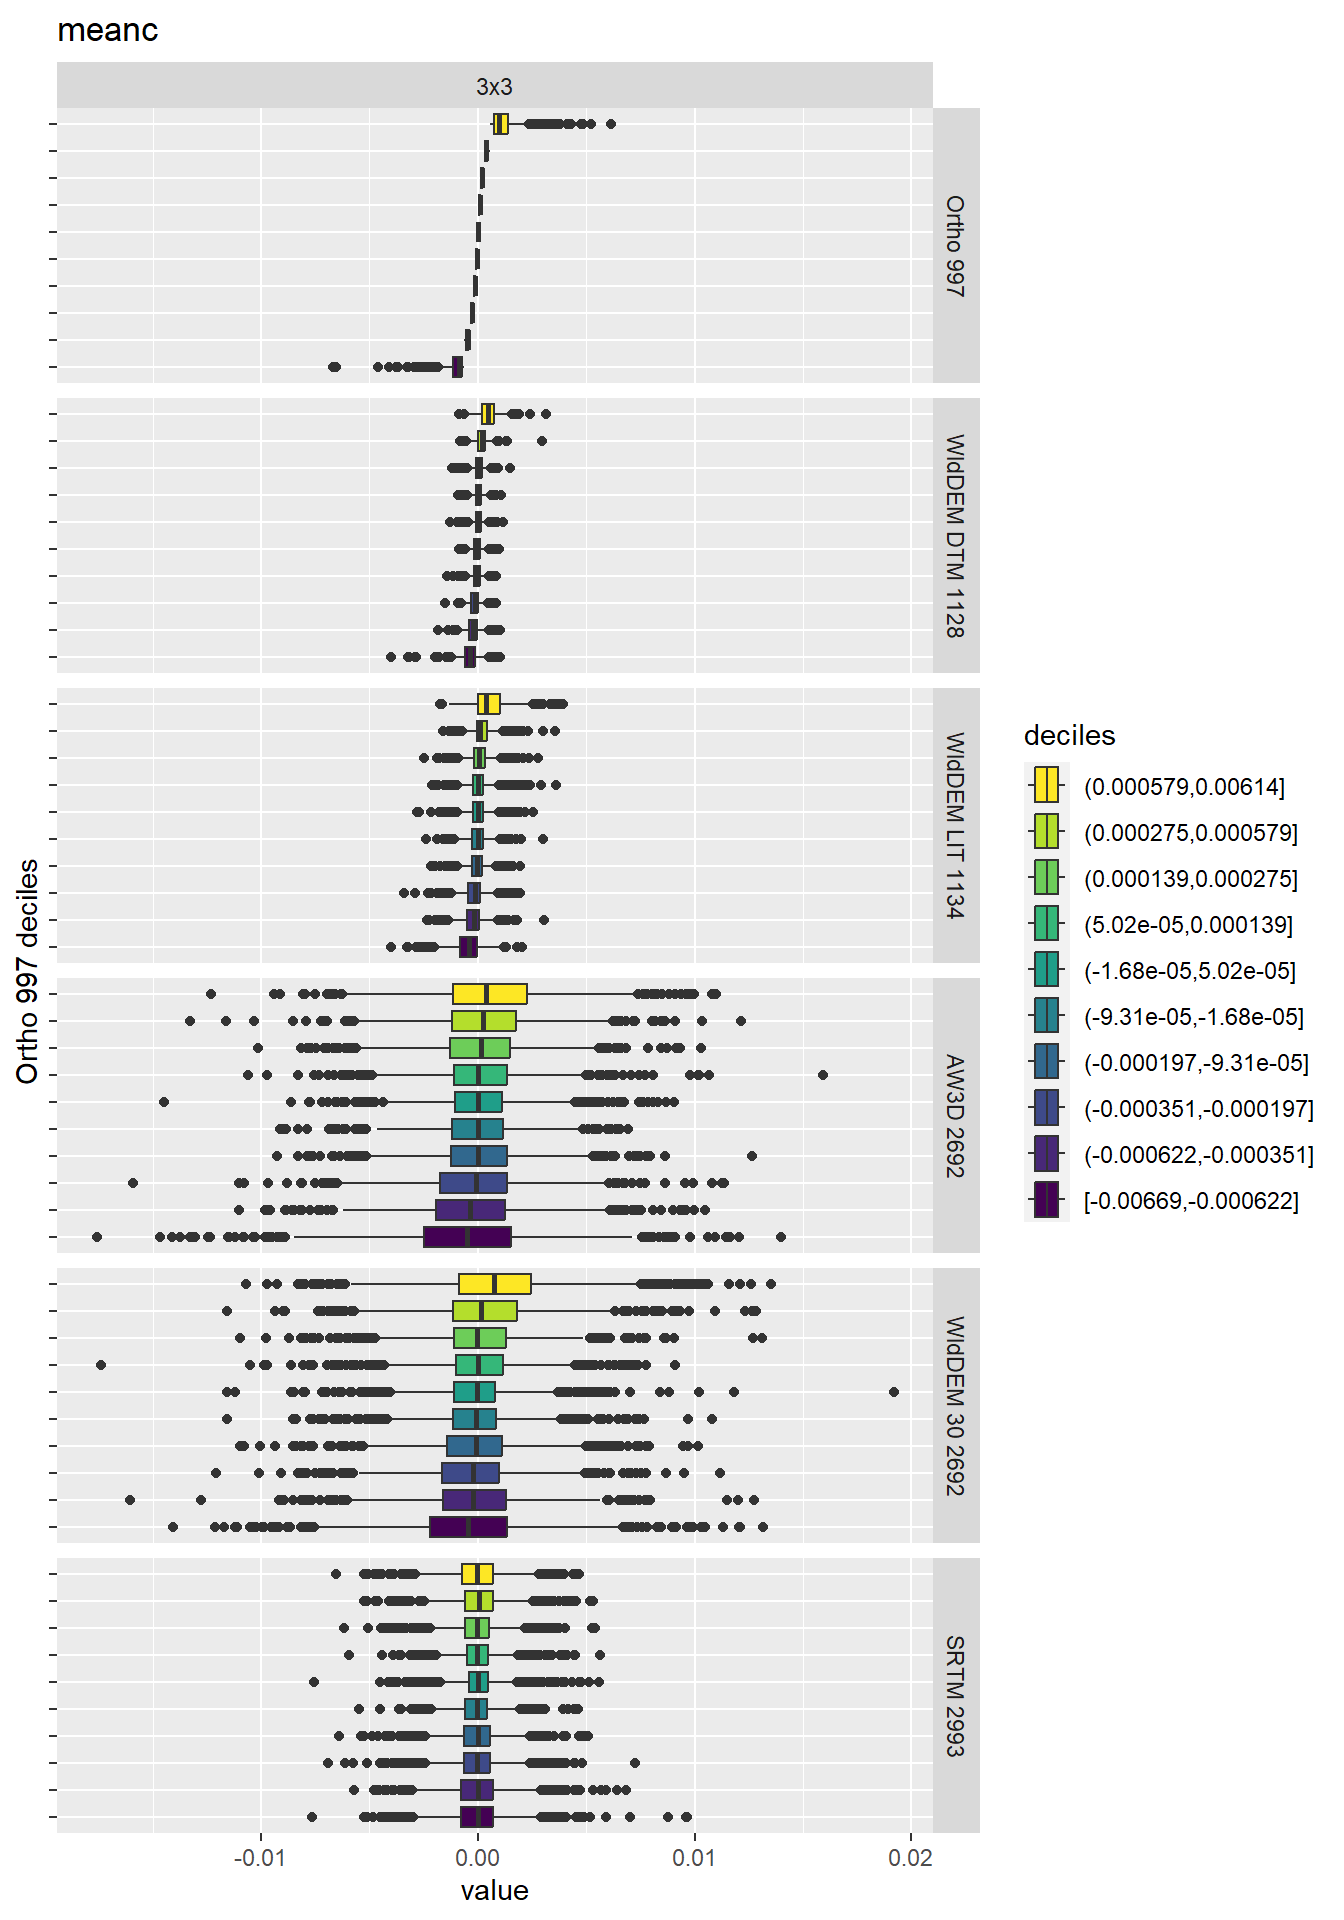 meanc
3x3
Ortho 997
WldDEM DTM 1128
WldDEM LIT 1134
AW3D 2692
WldDEM 30 2692
SRTM 2993
Ortho 997 deciles
-0.01
0.00
0.01
0.02
value
deciles
(0.000579,0.00614]
(0.000275,0.000579]
(0.000139,0.000275]
(5.02e-05,0.000139]
(-1.68e-05,5.02e-05]
(-9.31e-05,-1.68e-05]
(-0.000197,-9.31e-05]
(-0.000351,-0.000197]
(-0.000622,-0.000351]
[-0.00669,-0.000622]